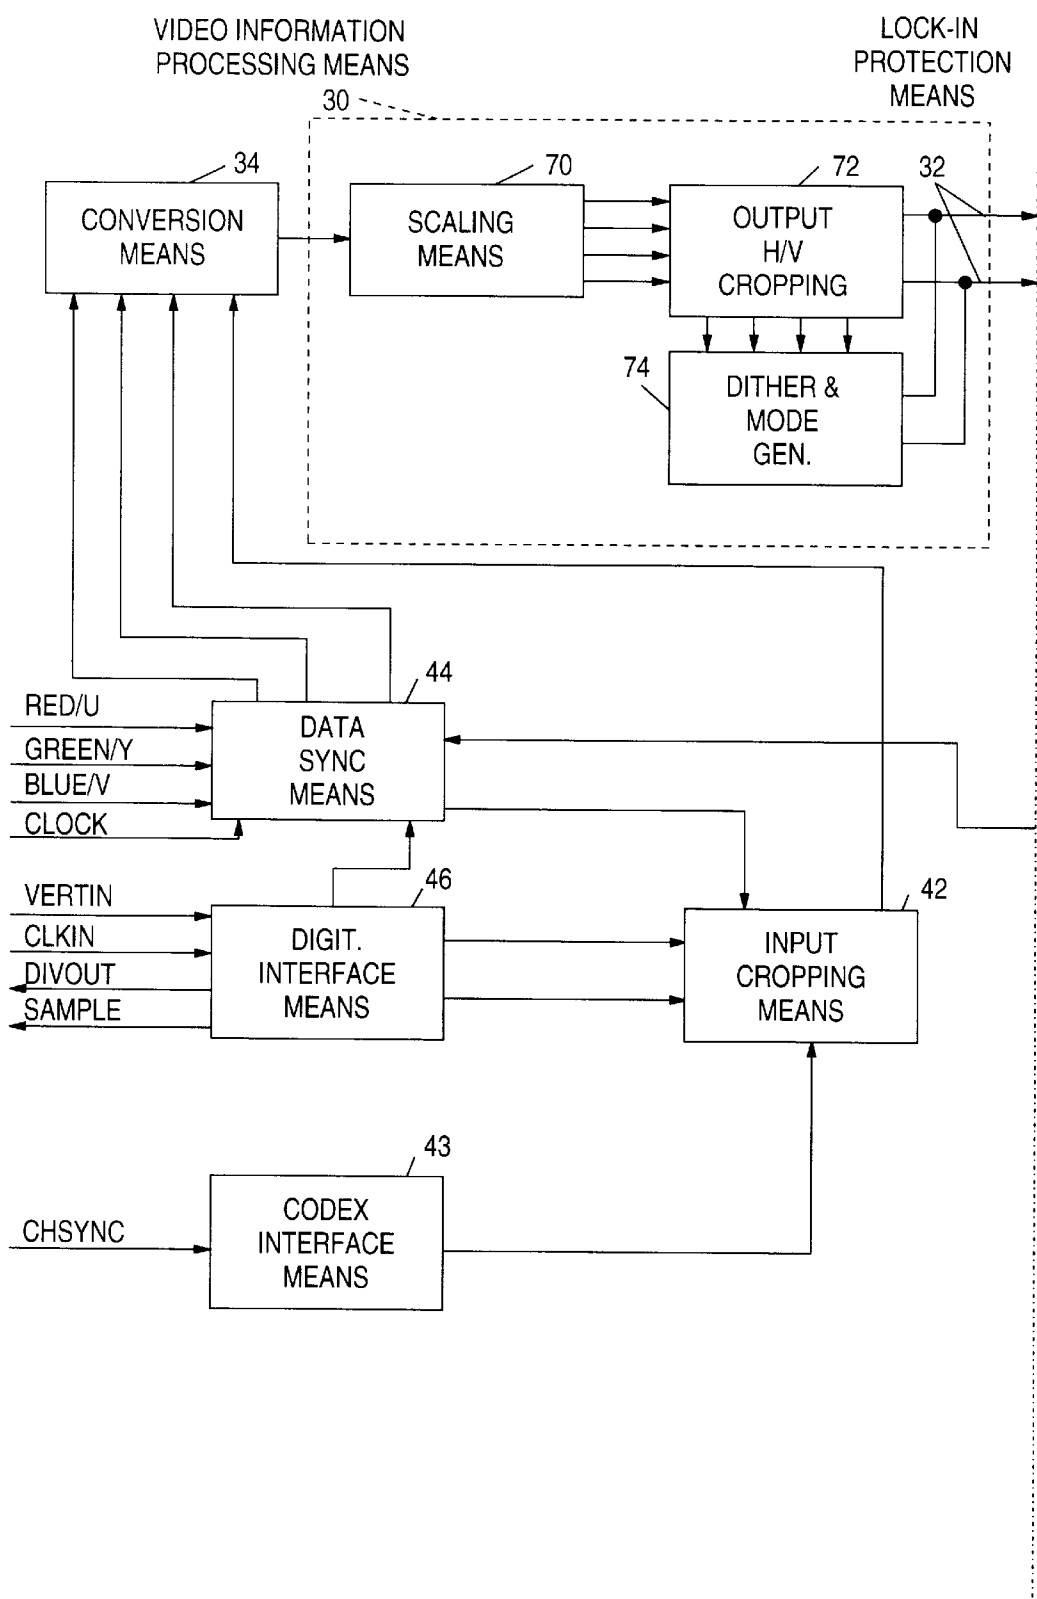 VIDEO INFORMATION
PROCESSING MEANS
30
LOCK-IN
PROTECTION
MEANS
34
CONVERSION
MEANS
70
SCALING
MEANS
72
OUTPUT
H/V
CROPPING
32
74
DITHER &
MODE
GEN.
44
DATA
SYNC
MEANS
RED/U
GREEN/Y
BLUE/V
CLOCK
46
DIGIT.
INTERFACE
MEANS
VERTIN
CLKIN
DIVOUT
SAMPLE
42
INPUT
CROPPING
MEANS
43
CODEX
INTERFACE
MEANS
CHSYNC